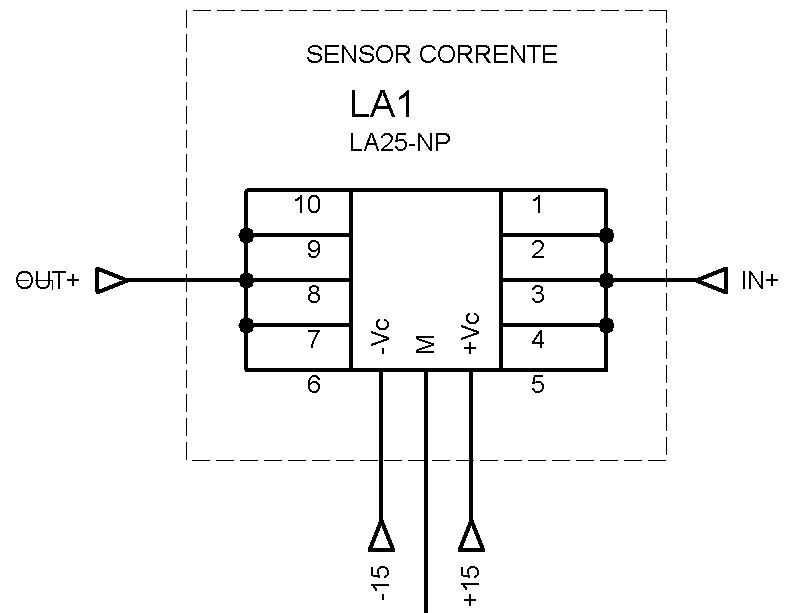 SENSOR CORRENTE
LA1
LA25-NP
10
1
9
2
OUT+
IN+
8
3
7
4
-Vc
M
+Vc
6
5
-15
+15